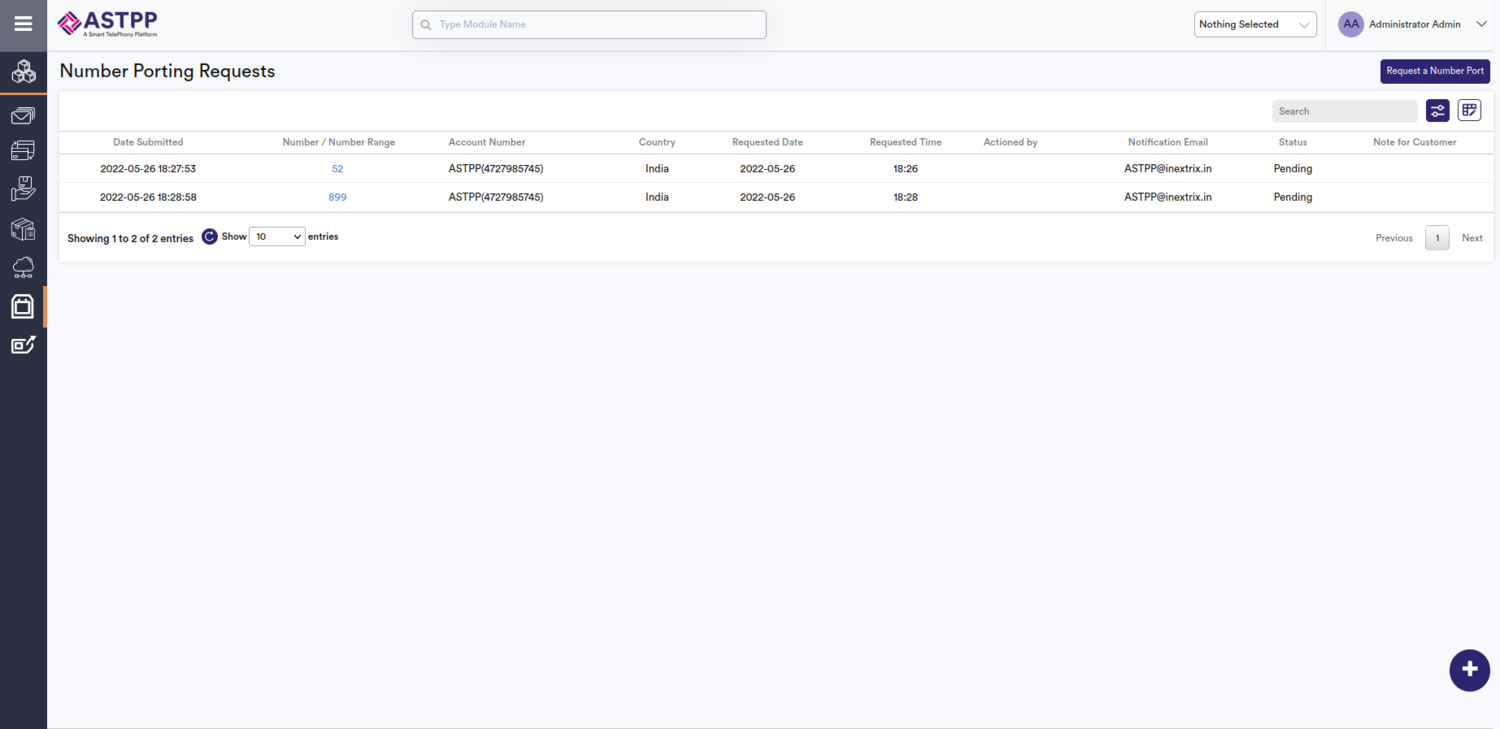 ASTPP
A Smart TelePhony Platform
Type Module Name
Nothing Selected
AA Administrator Admin
Number Porting Requests
Request a Number Port
Search
Date Submitted Number / Number Range Account Number Country Requested Date Requested Time Actioned by Notification Email Status Note for Customer
2022-05-26 18:27:53 52 ASTPP(4727985745) India 2022-05-26 18:26 ASTPP@inextrix.in Pending
2022-05-26 18:28:58 899 ASTPP(4727985745) India 2022-05-26 18:28 ASTPP@inextrix.in Pending
Showing 1 to 2 of 2 entries Show 10 entries Previous 1 Next